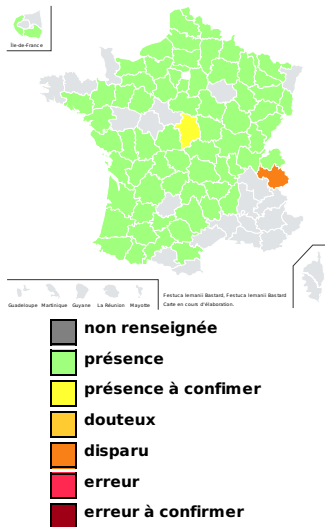 Île-de-France
Guadeloupe Martinique Guyane La Réunion Mayotte
Festuca lemanii Bastard, Festuca lemanii Bastard
Carte en cours d'élaboration.
non renseignée
présence
présence à confimer
douteux
disparu
erreur
erreur à confirmer